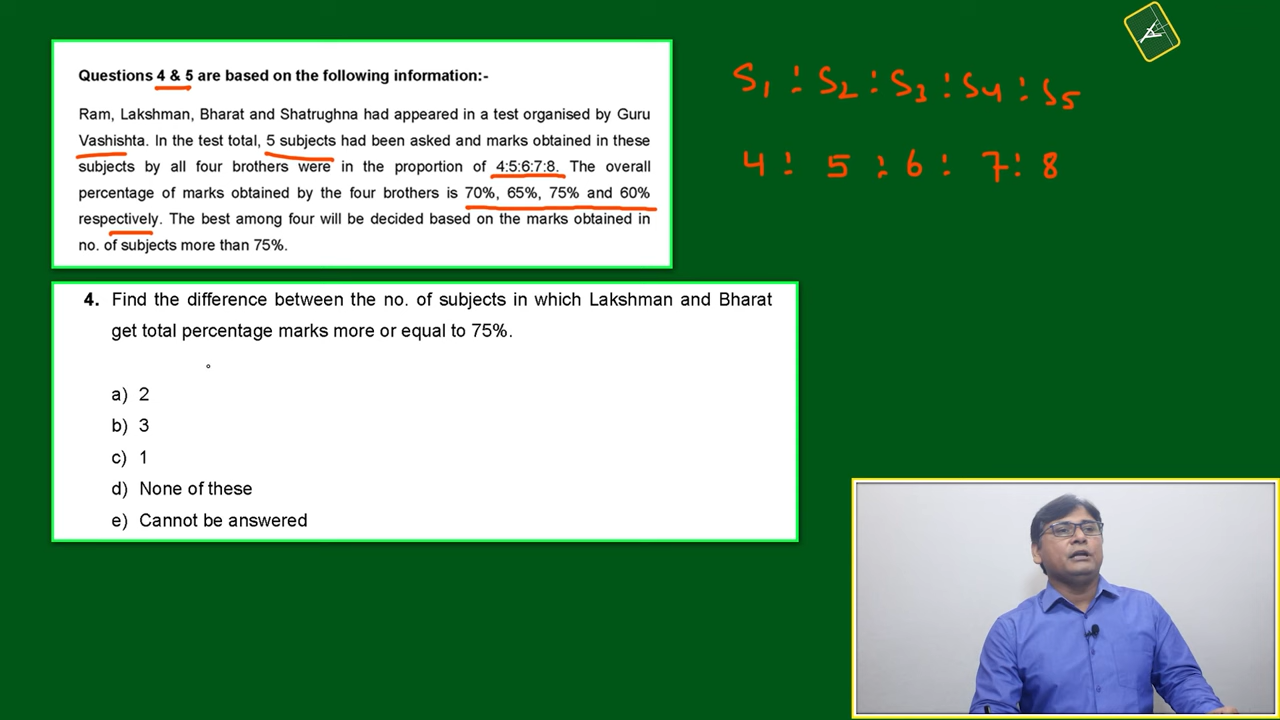 Questions 4 & 5 are based on the following information:-
Ram, Lakshman, Bharat and Shatrughna had appeared in a test organised by Guru
Vashishta. In the test total, 5 subjects had been asked and marks obtained in these
subjects by all four brothers were in the proportion of 4:5:6:7:8. The overall
percentage of marks obtained by the four brothers is 70%, 65%, 75% and 60%
respectively. The best among four will be decided based on the marks obtained in
no. of subjects more than 75%.
S1 : S2 : S3 : S4 : S5
4 : 5 : 6 : 7 : 8
4. Find the difference between the no. of subjects in which Lakshman and Bharat
get total percentage marks more or equal to 75%.
a) 2
b) 3
c) 1
d) None of these
e) Cannot be answered